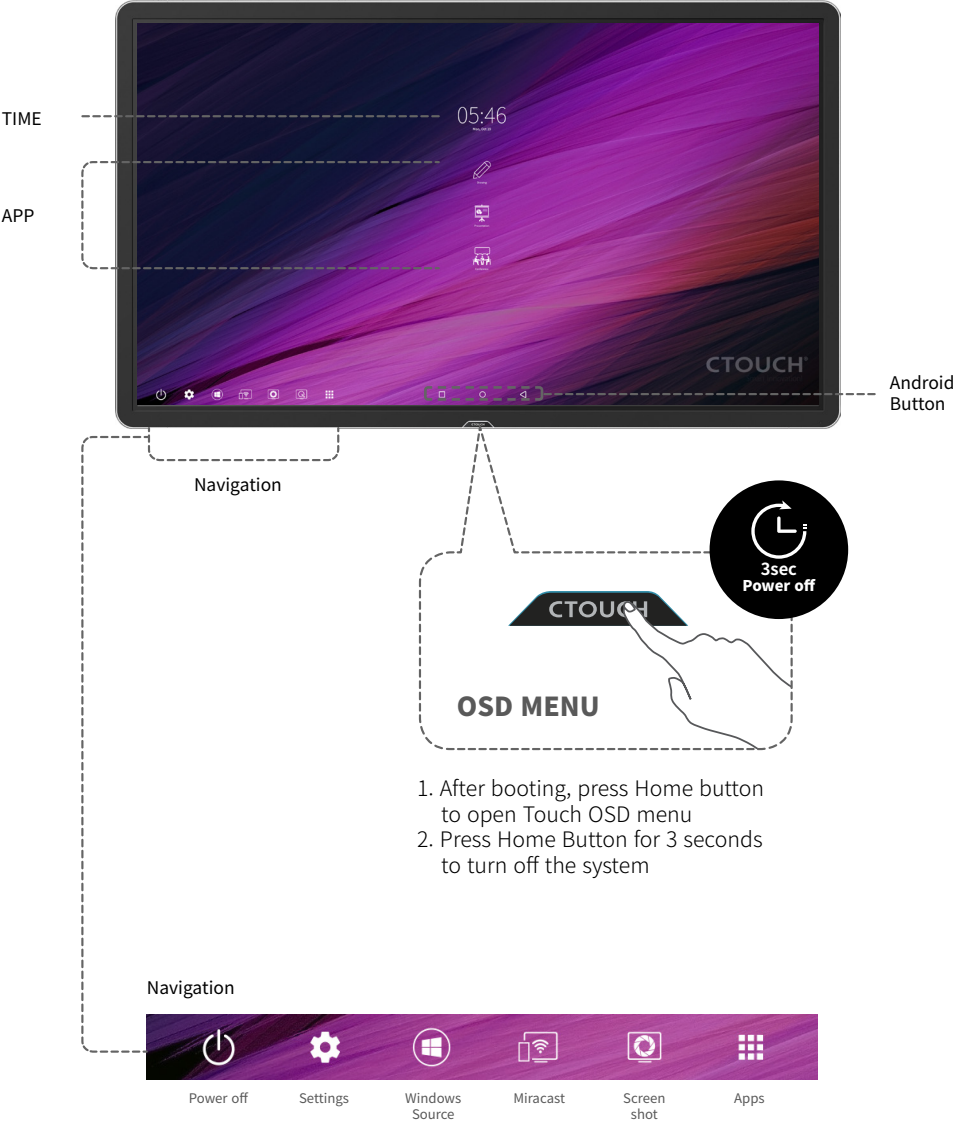 TIME
05:46
APP
CTOUCH®
Android
Button
Navigation
3sec
Power off
CTOUCH
OSD MENU
1. After booting, press Home button
to open Touch OSD menu
2. Press Home Button for 3 seconds
to turn off the system
Navigation
Power off
Settings
Windows
Source
Miracast
Screen
shot
Apps